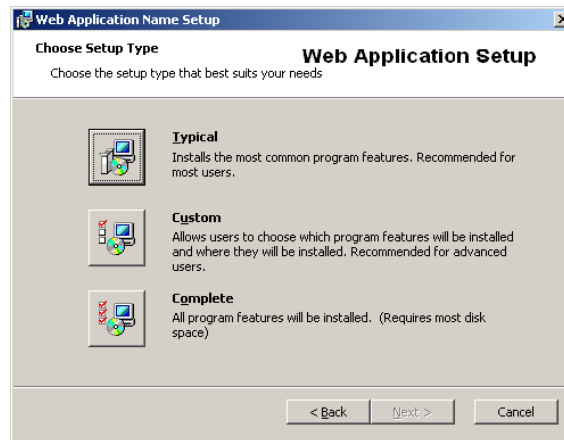 Web Application Name Setup
Choose Setup Type
Web Application Setup
Choose the setup type that best suits your needs
Typical
Installs the most common program features. Recommended for
most users.
Custom
Allows users to choose which program features will be installed
and where they will be installed. Recommended for advanced
users.
Complete
All program features will be installed. (Requires most disk
space)
< Back Next > Cancel